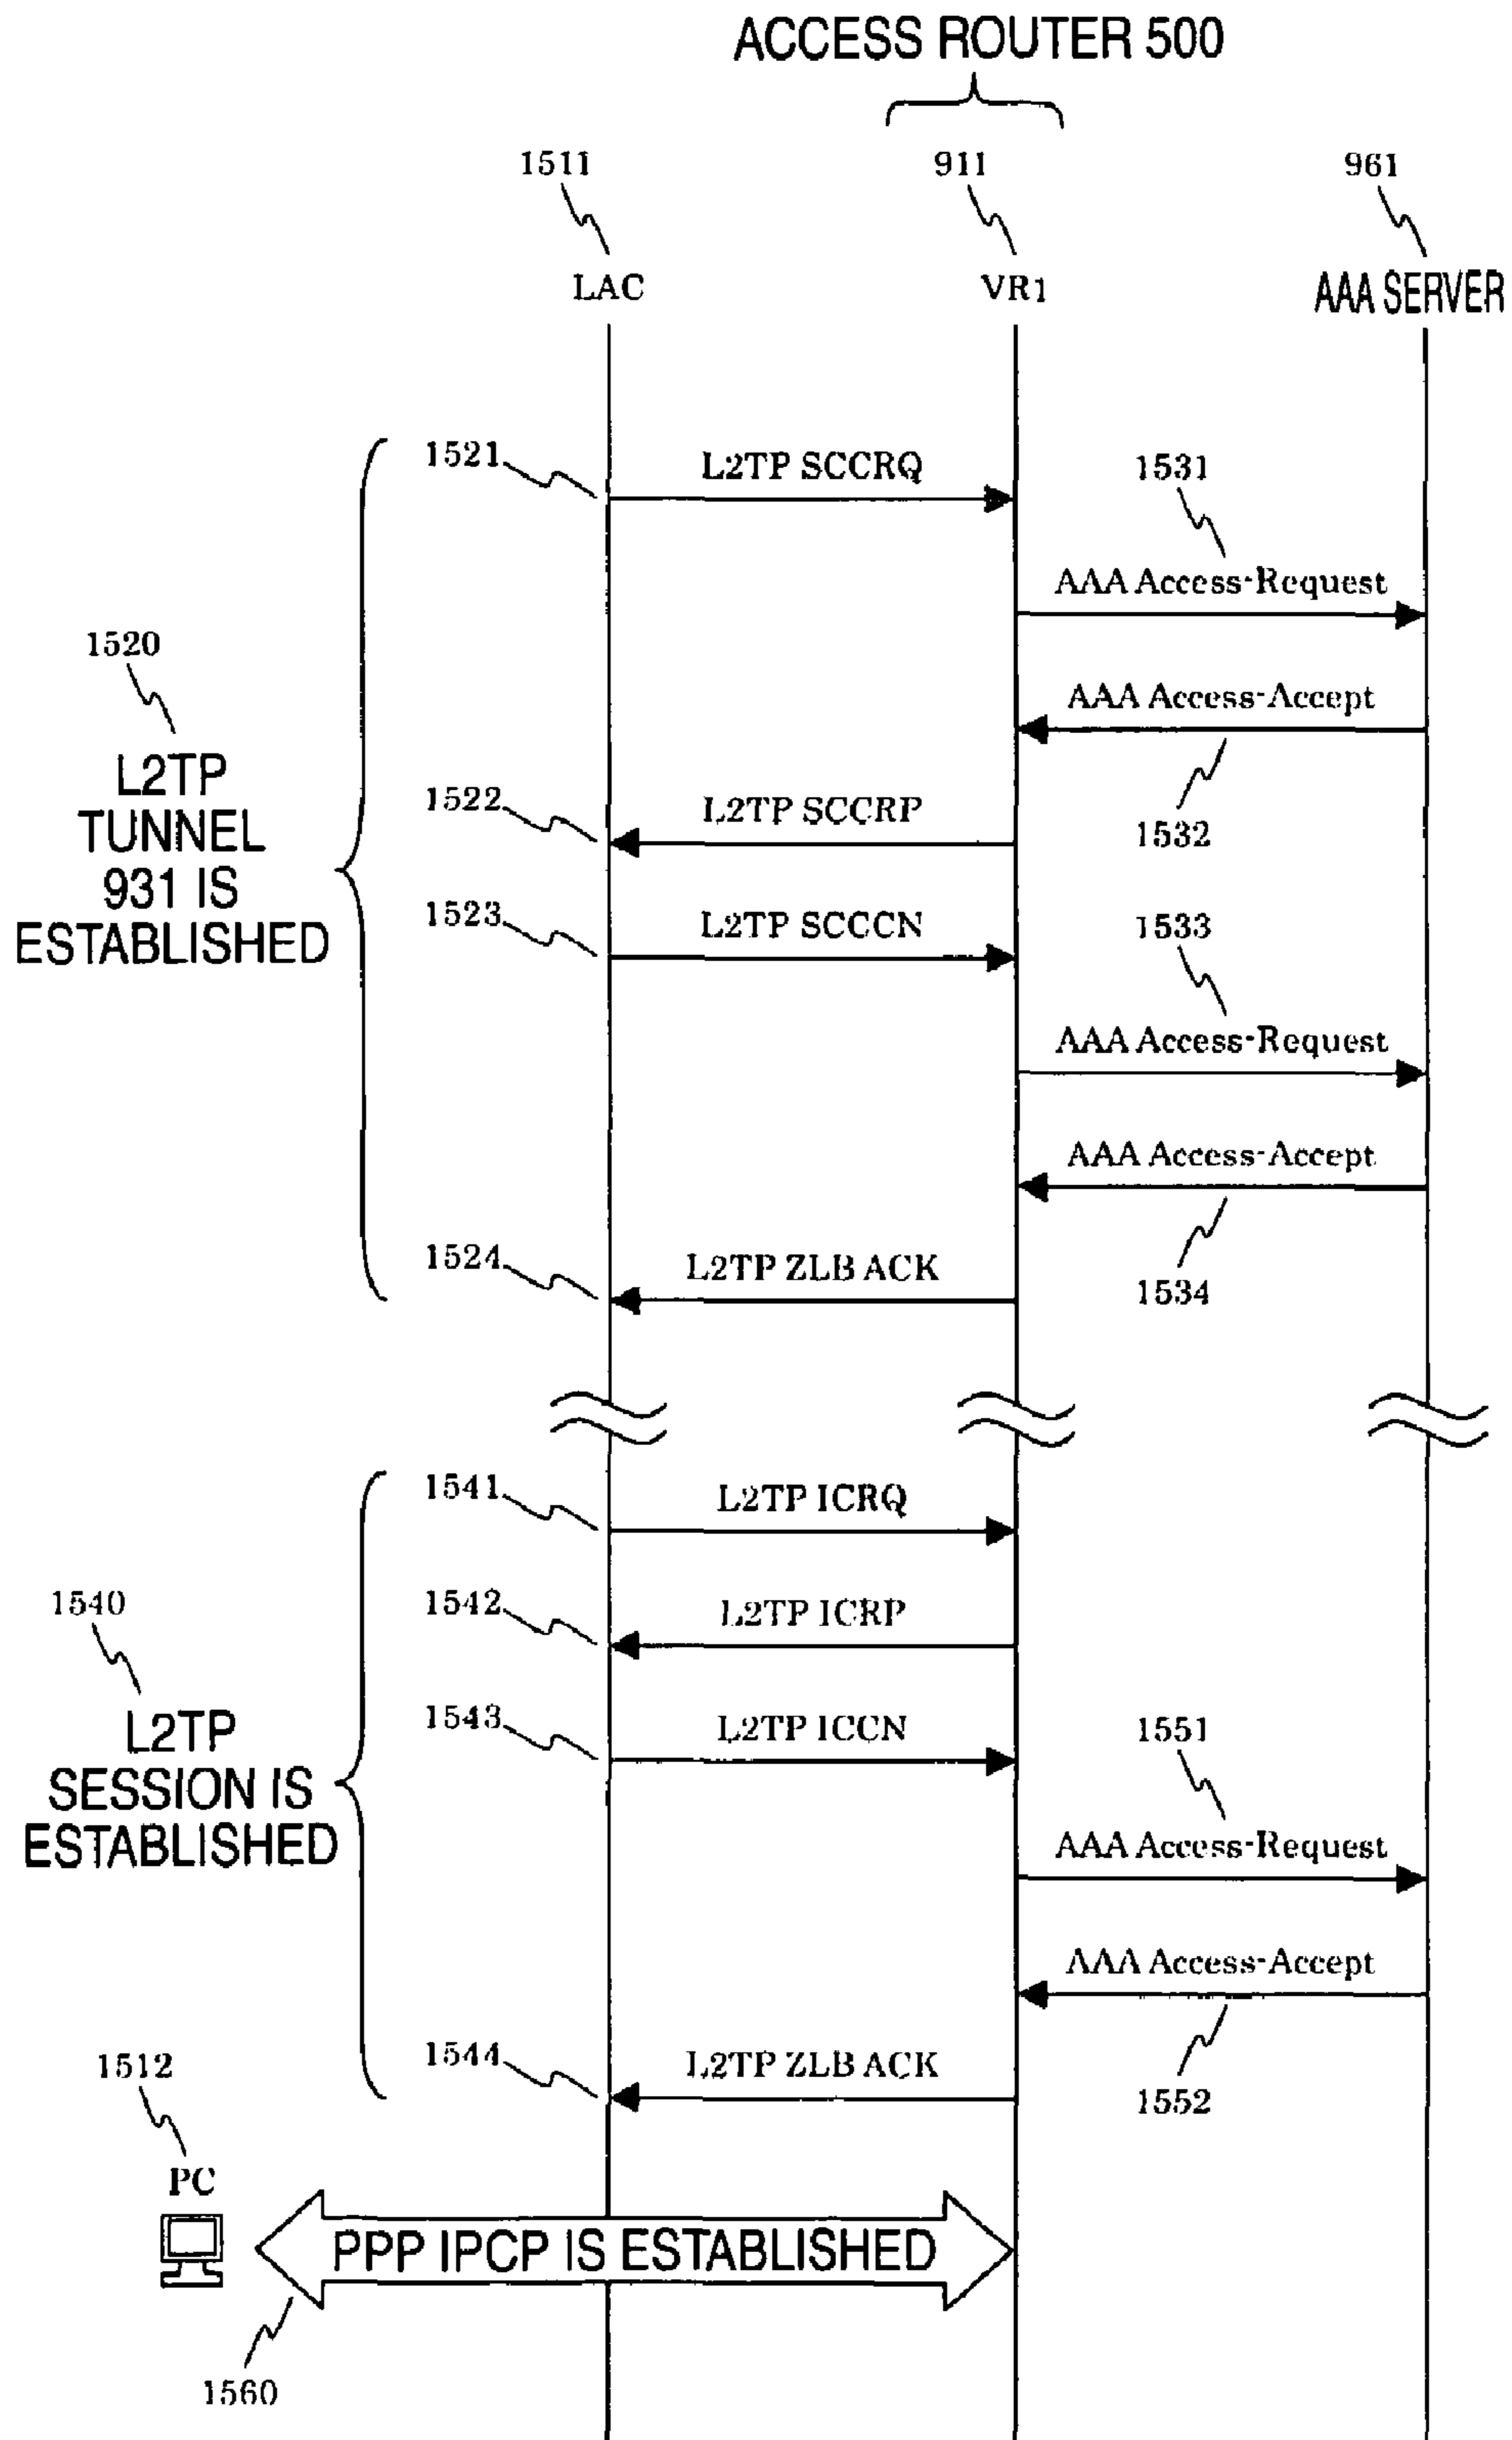 ACCESS ROUTER 500
1511
911
961
LAC
VR1
AAA SERVER
1521
L2TP SCCRQ
1531
AAA Access-Request
1520
L2TP
TUNNEL
931 IS
ESTABLISHED
AAA Access-Accept
1532
1522
L2TP SCCRP
1523
L2TP SCCCN
1533
AAA Access-Request
AAA Access-Accept
1534
1524
L2TP ZLB ACK
1541
L2TP ICRQ
1540
L2TP
SESSION IS
ESTABLISHED
1542
L2TP ICRP
1543
L2TP ICCN
1551
AAA Access-Request
AAA Access-Accept
1552
1544
L2TP ZLB ACK
1512
PC
PPP IPCP IS ESTABLISHED
1560